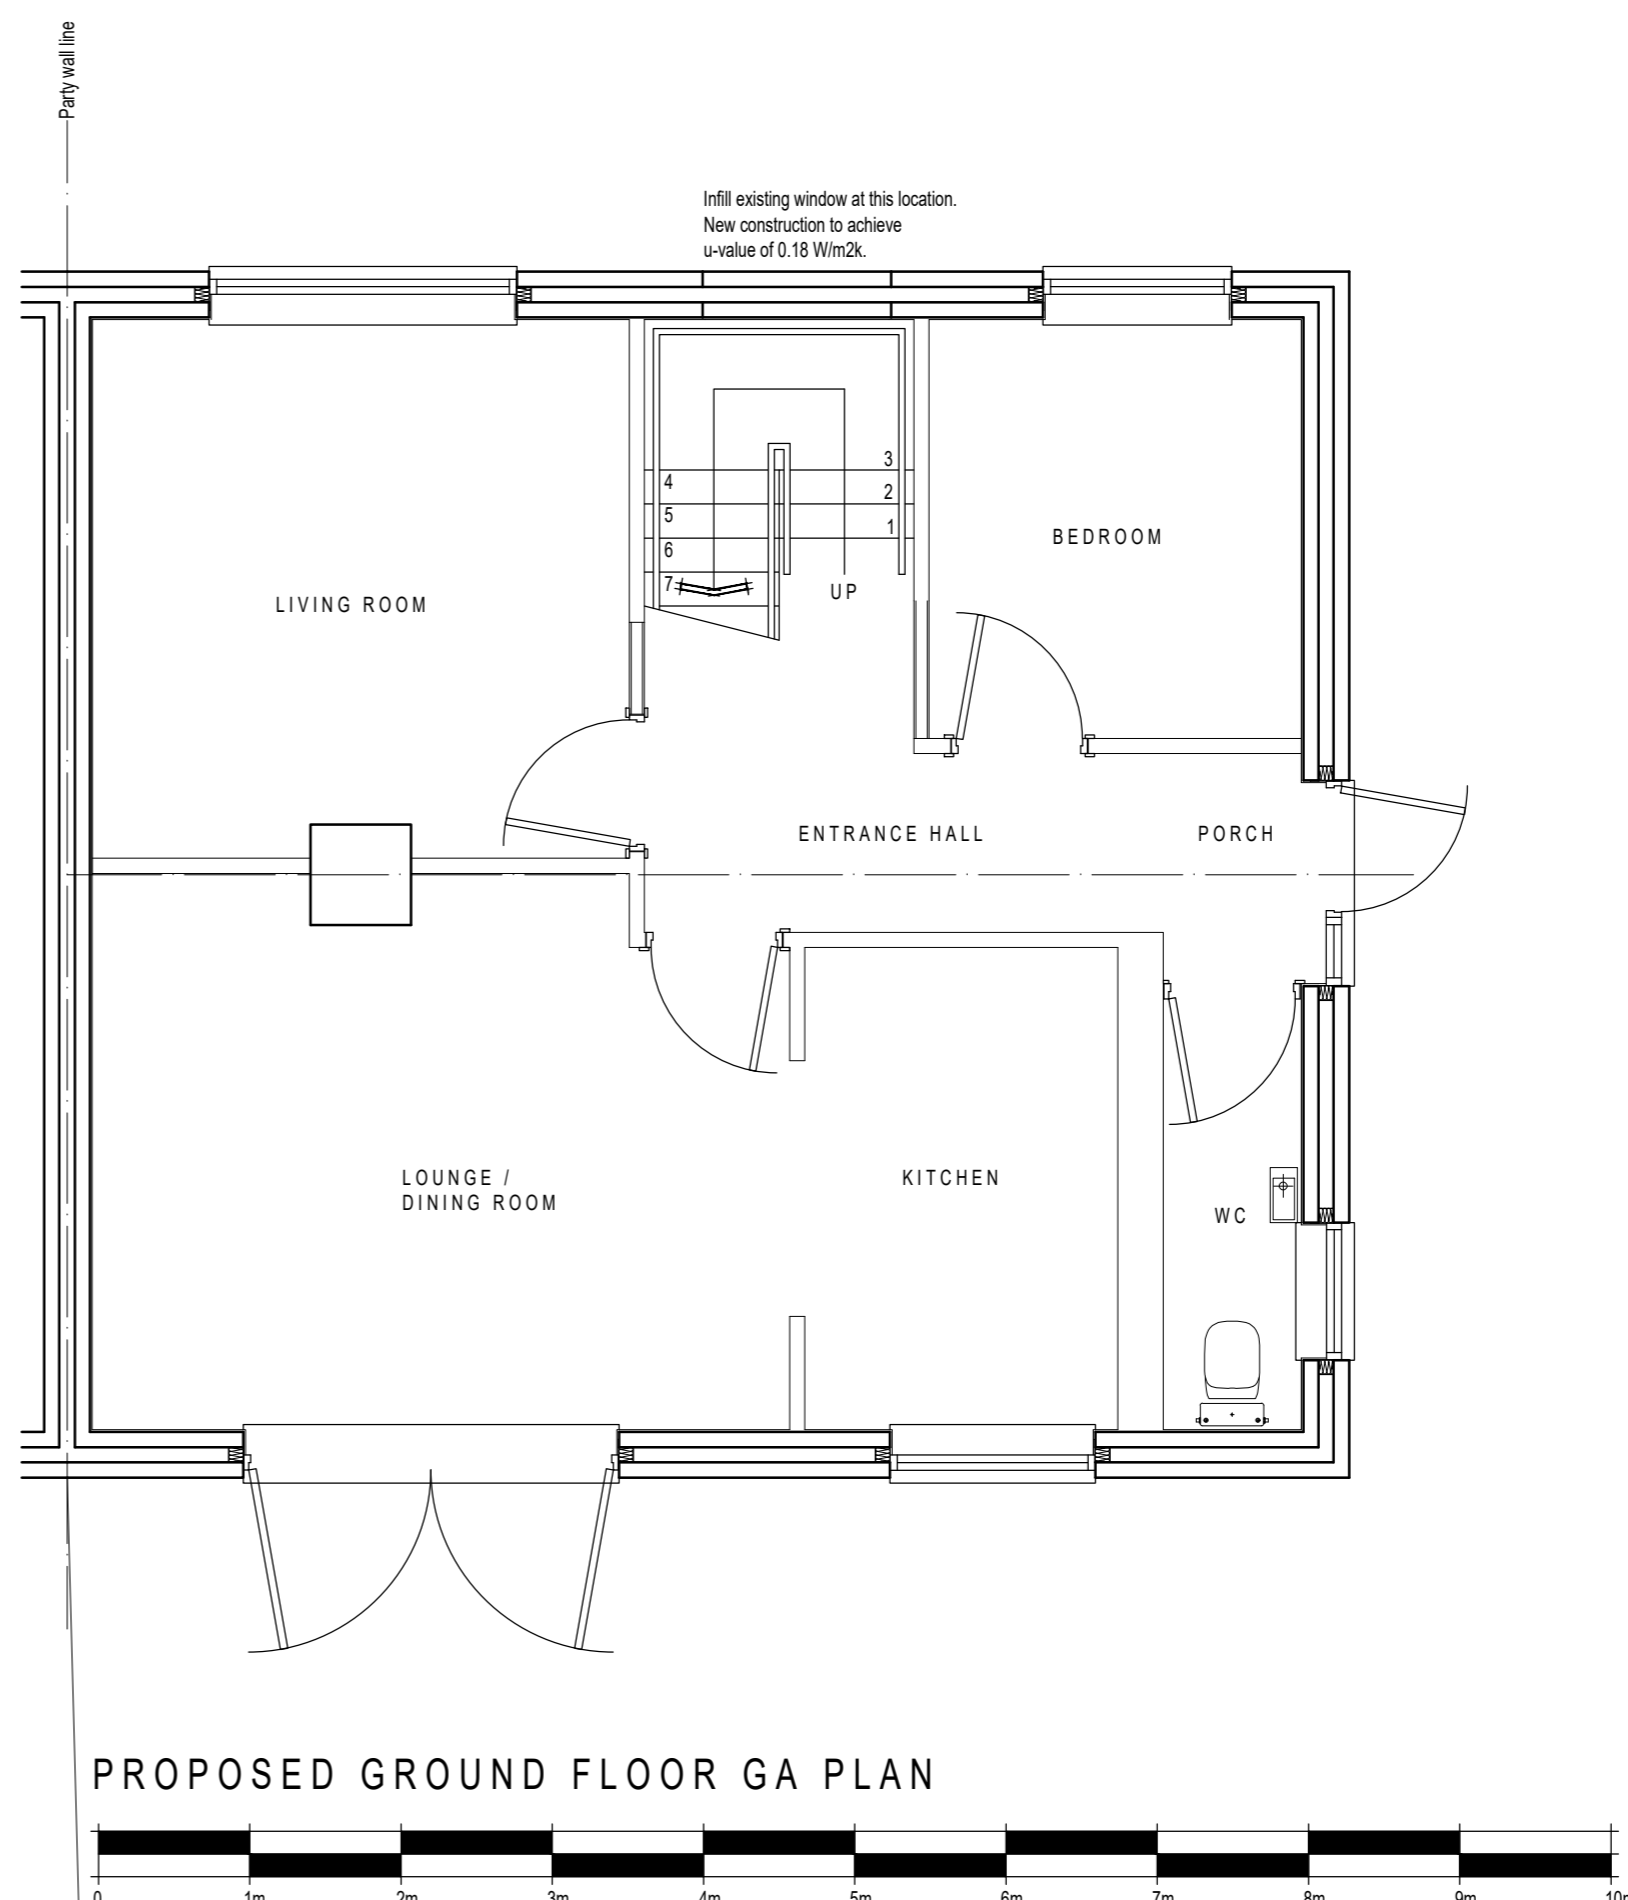 Party wall line
Infill existing window at this location.
New construction to achieve
u-value of 0.18 W/m2k.
3
4
2
5
1
6
7
UP
BEDROOM
LIVING ROOM
ENTRANCE HALL
PORCH
LOUNGE /
DINING ROOM
KITCHEN
WC
PROPOSED GROUND FLOOR GA PLAN
0 1m 2m 3m 4m 5m 6m 7m 8m 9m 10m